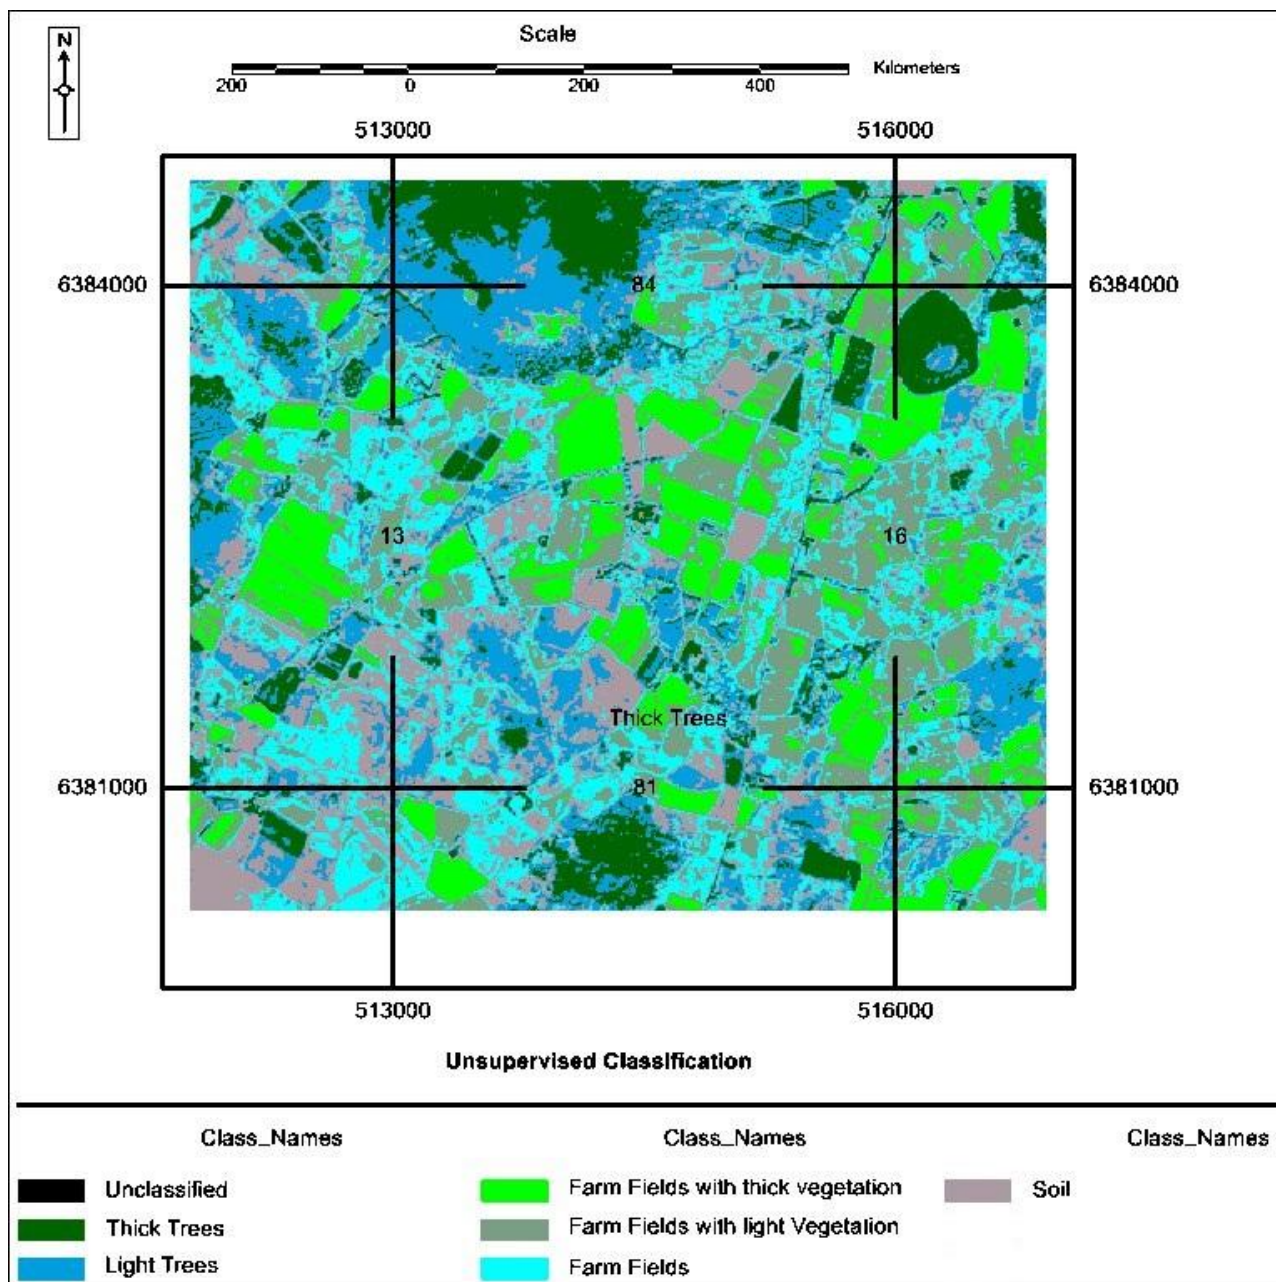 N
Scale
Kilometers
200 0 200 400
513000 516000
6384000 84 6384000
13 16
Thick Trees
6381000 81 6381000
513000 516000
Unsupervised Classification
Class_Names Class_Names Class_Names
Unclassified Farm Fields with thick vegetation Soil
Thick Trees Farm Fields with light Vegetation
Light Trees Farm Fields